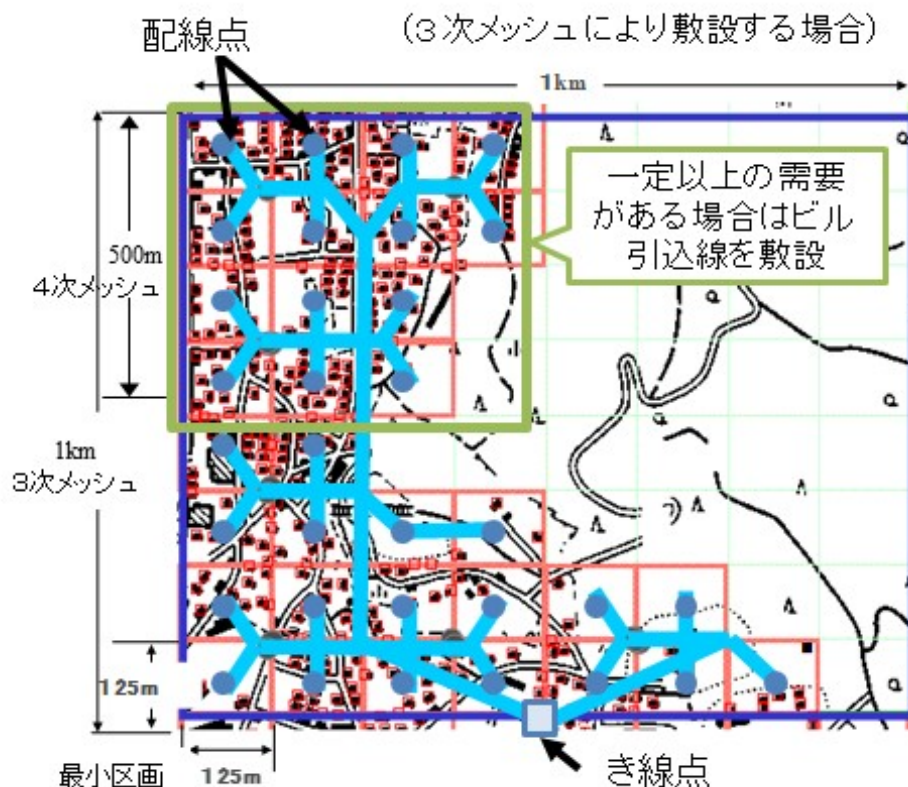 配線点
(3次メッシュにより敷設する場合)
1km
一定以上の需要
がある場合はビル
引込線を敷設
500m
4次メッシュ
1km
3次メッシュ
125m
最小区画
125m
き線点